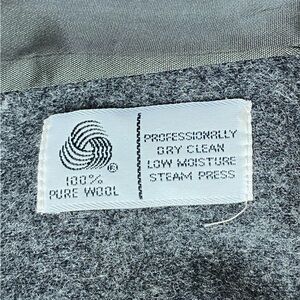 ®
100%
PURE WOOL
PROFESSIONALLY
DRY CLEAN
LOW MOISTURE
STEAM PRESS